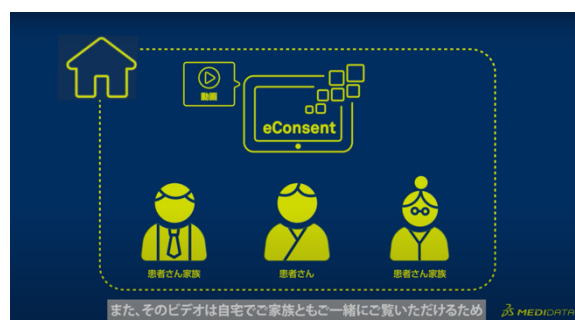 動画
eConsent
患者さん家族
患者さん
患者さん家族
また、そのビデオは自宅でご家族ともご一緒にご覧いただけるため
3DS MEDIDATA